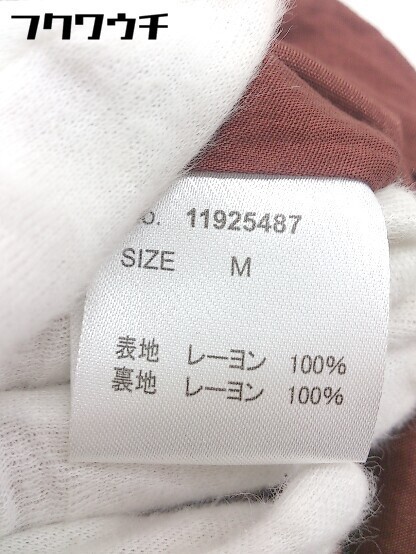 フクワウチ
o. 11925487
SIZE M
表地 レーヨン 100%
裏地 レーヨン 100%